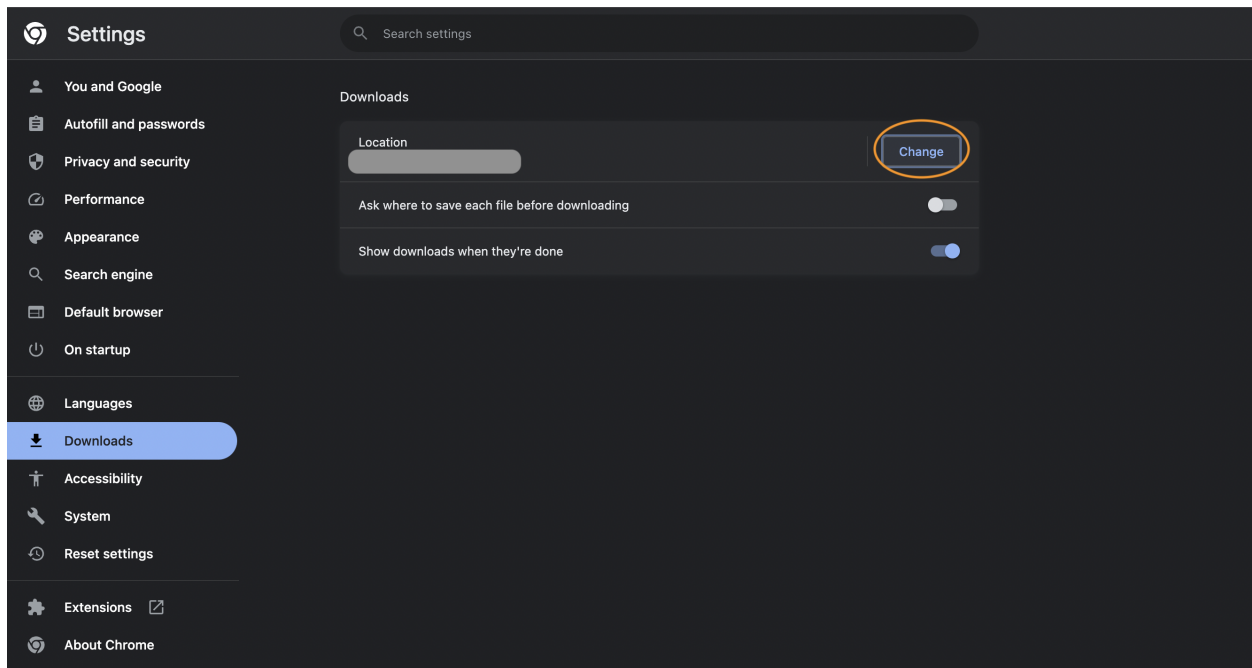 Settings
Search settings
You and Google
Autofill and passwords
Privacy and security
Performance
Appearance
Search engine
Default browser
On startup
Languages
Downloads
Accessibility
System
Reset settings
Extensions
About Chrome
Downloads
Location
Change
Ask where to save each file before downloading
Show downloads when they're done